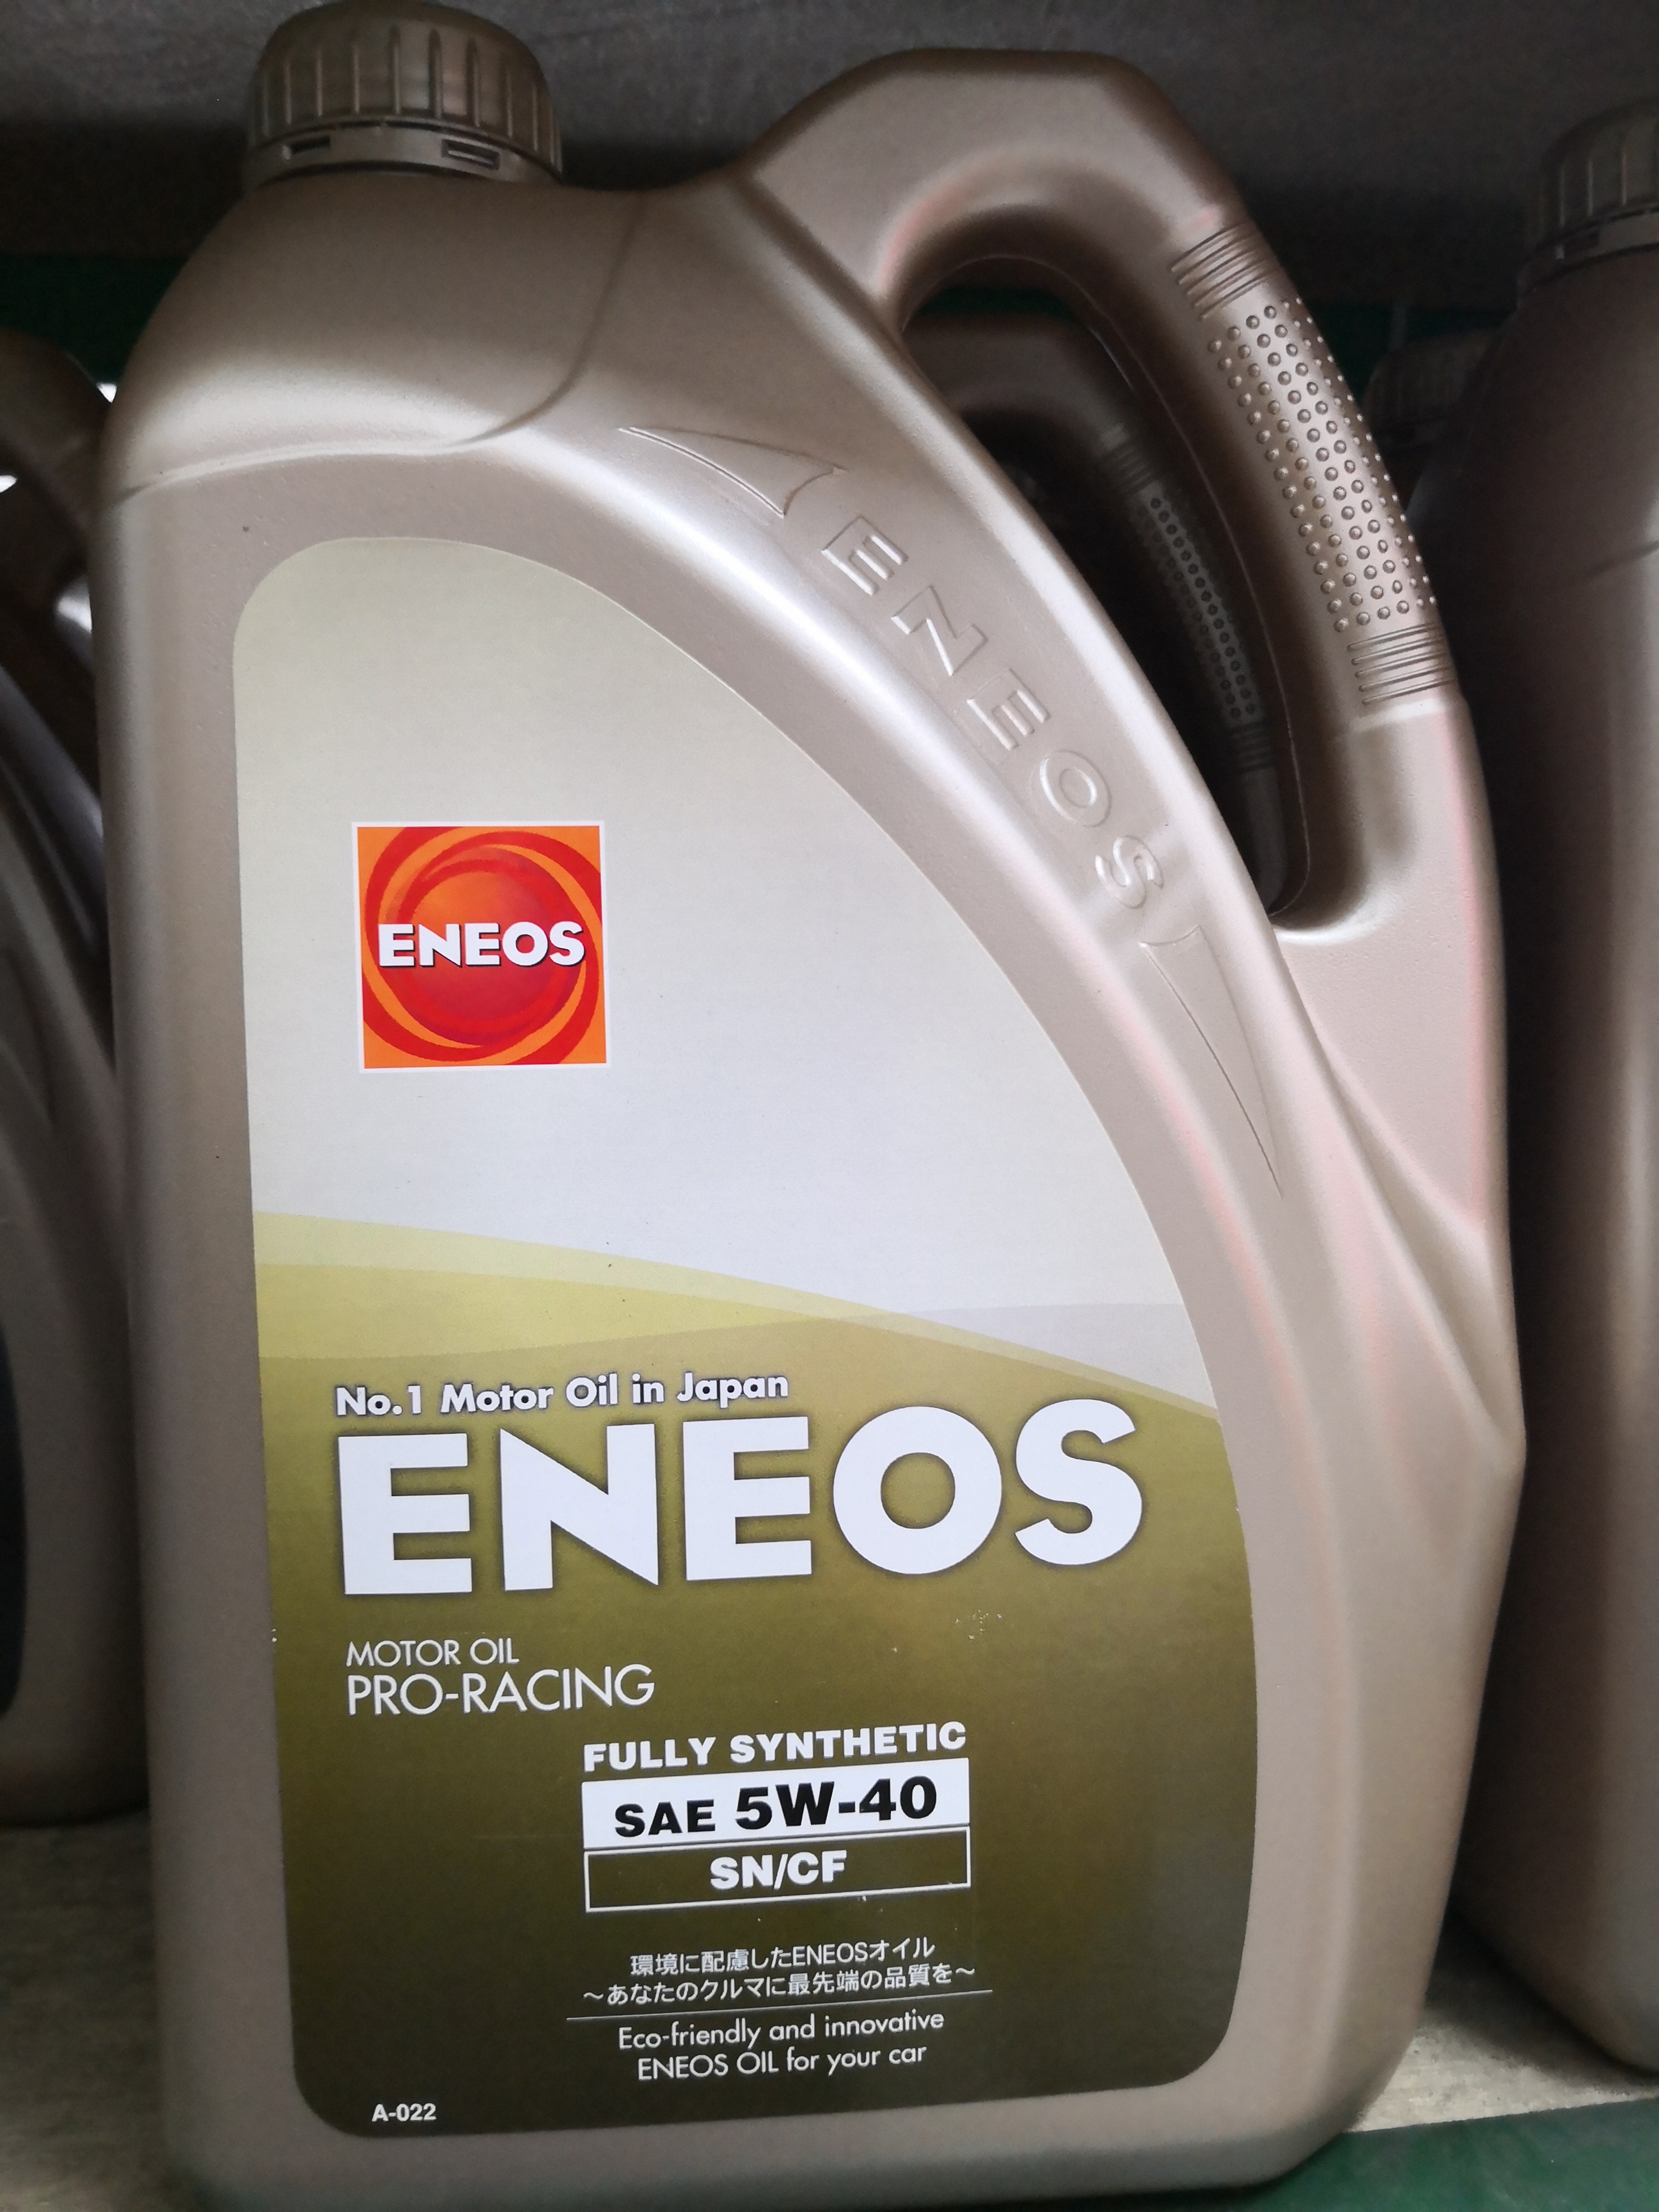 ENEOS
ENEOS
No.1 Motor Oil in Japan
ENEOS
MOTOR OIL
PRO-RACING
FULLY SYNTHETIC
SAE 5W-40
SN/CF
環境に配慮したENEOSオイル
～あなたのクルマに最先端の品質を～
Eco-friendly and innovative
ENEOS OIL for your car
A-022